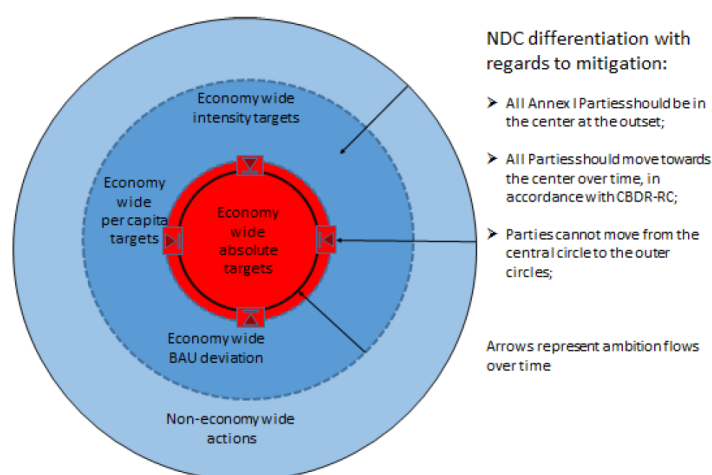 NDC differentiation with
regards to mitigation:
➤ All Annex I Parties should be in
the center at the outset;
➤ All Parties should move towards
the center over time, in
accordance with CBDR-RC;
➤ Parties cannot move from the
central circle to the outer
circles;
Arrows represent ambition flows
over time
Economy wide
intensity targets
Economy
wide
per capita
targets
Economy
wide
absolute
targets
Economy wide
BAU deviation
Non-economy wide
actions